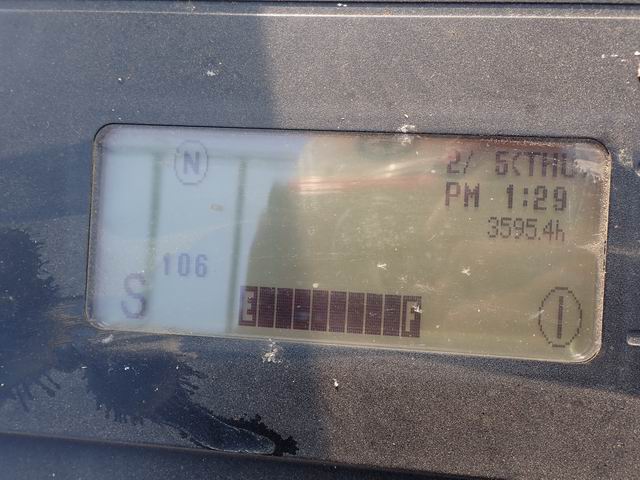 N
2/ 5(THU
PM 1:29
3595.4h
106
S
E F